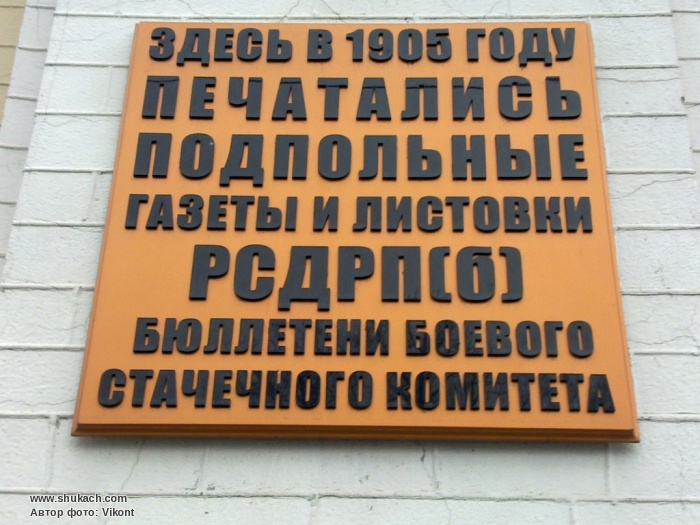 ЗДЕСЬ В 1905 ГОДУ
ПЕЧАТАЛИСЬ
ПОДПОЛЬНЫЕ
ГАЗЕТЫ И ЛИСТОВКИ
РСДРП(б)
БЮЛЛЕТЕНИ БОЕВОГО
СТАЧЕЧНОГО КОМИТЕТА
www.shukach.com
Автор фото: Vikont